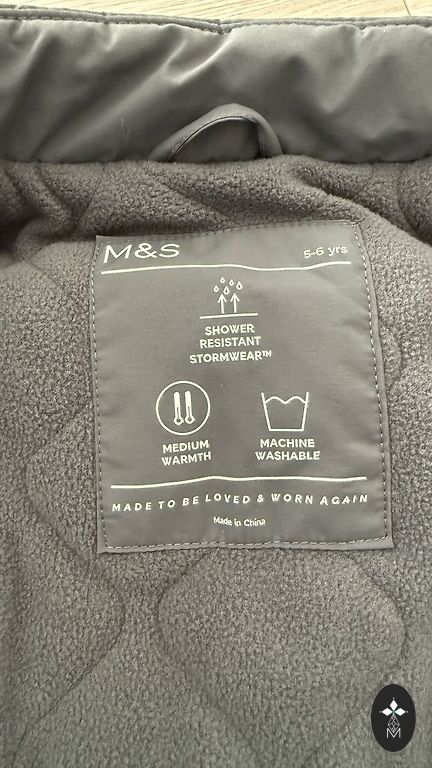 M&S 5-6 yrs
SHOWER
RESISTANT
STORMWEAR™
MEDIUM
WARMTH
MACHINE
WASHABLE
MADE TO BE LOVED & WORN AGAIN
Made in China
M